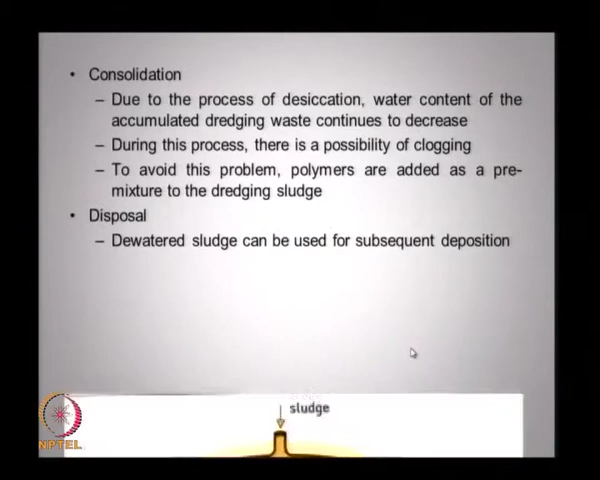 • Consolidation
– Due to the process of desiccation, water content of the
accumulated dredging waste continues to decrease
– During this process, there is a possibility of clogging
– To avoid this problem, polymers are added as a pre-
mixture to the dredging sludge
• Disposal
– Dewatered sludge can be used for subsequent deposition
sludge
NPTEL